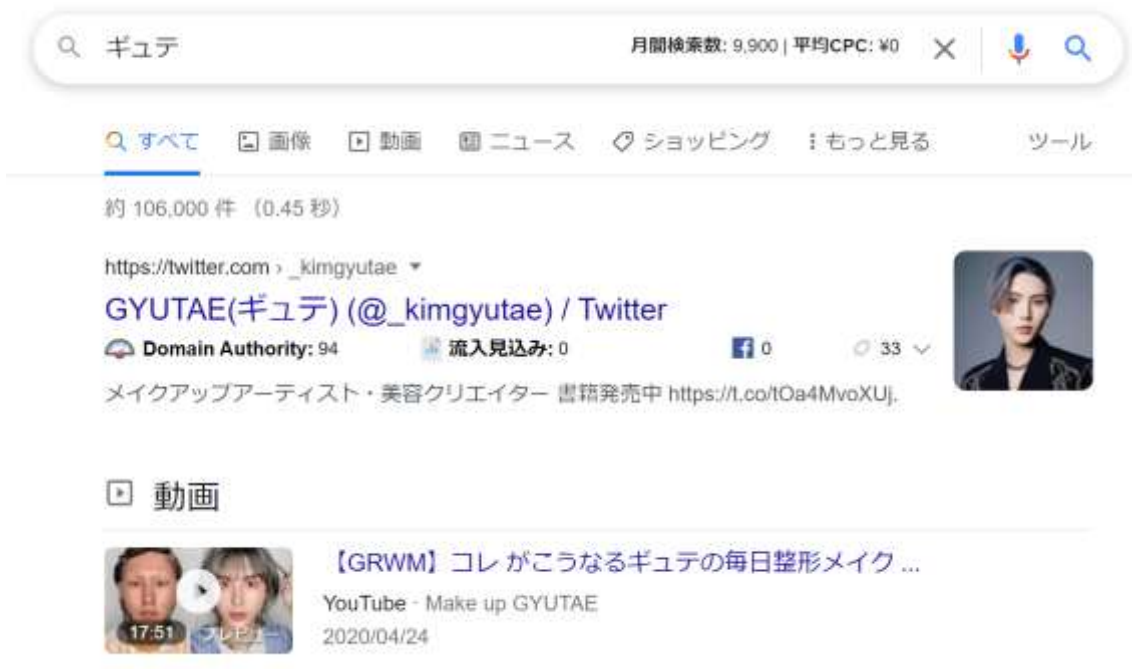 ギュテ
月間検索数: 9,900 | 平均CPC: ¥0
すべて 画像 動画 ニュース ショッピング もっと見る ツール
約 106,000 件 （0.45 秒）
https://twitter.com › _kimgyutae
GYUTAE(ギュテ) (@_kimgyutae) / Twitter
Domain Authority: 94 流入見込み: 0 0 33
メイクアップアーティスト・美容クリエイター 書籍発売中 https://t.co/tOa4MvoXUj.
動画
【GRWM】コレ がこうなるギュテの毎日整形メイク ...
YouTube · Make up GYUTAE
17:51 プレビュー
2020/04/24